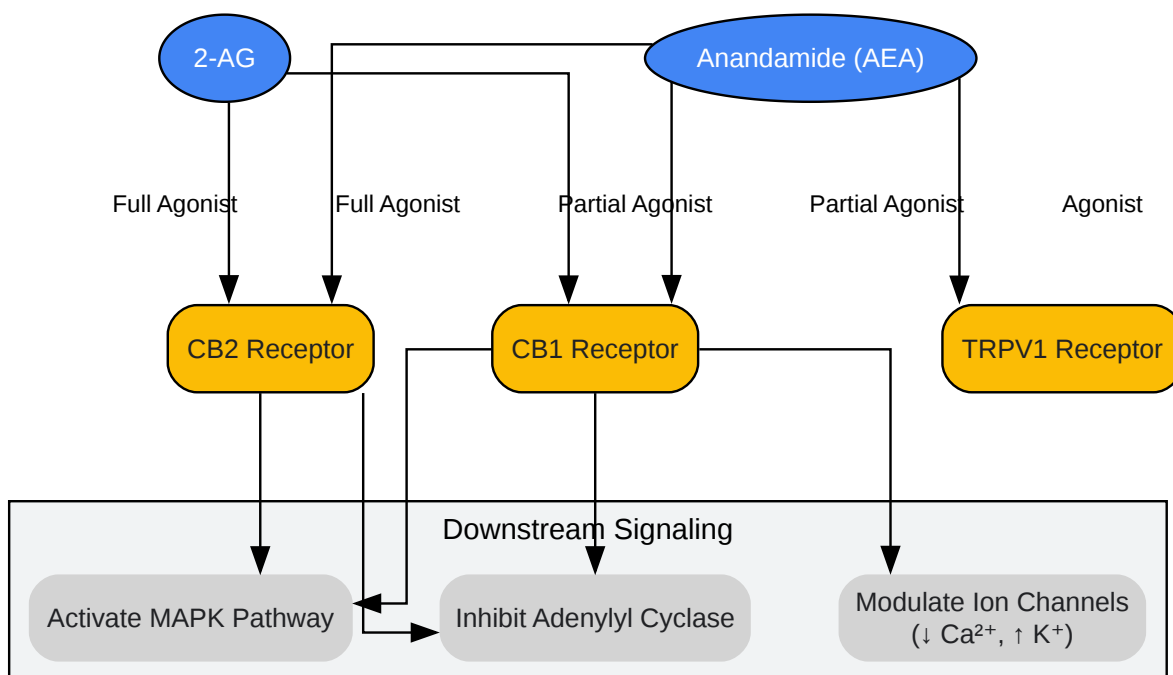 2-AG
Anandamide (AEA)
Full Agonist
Full Agonist
Partial Agonist
Partial Agonist
Agonist
CB2 Receptor
CB1 Receptor
TRPV1 Receptor
Downstream Signaling
Activate MAPK Pathway
Inhibit Adenylyl Cyclase
Modulate Ion Channels
(↓ Ca²⁺, ↑ K⁺)